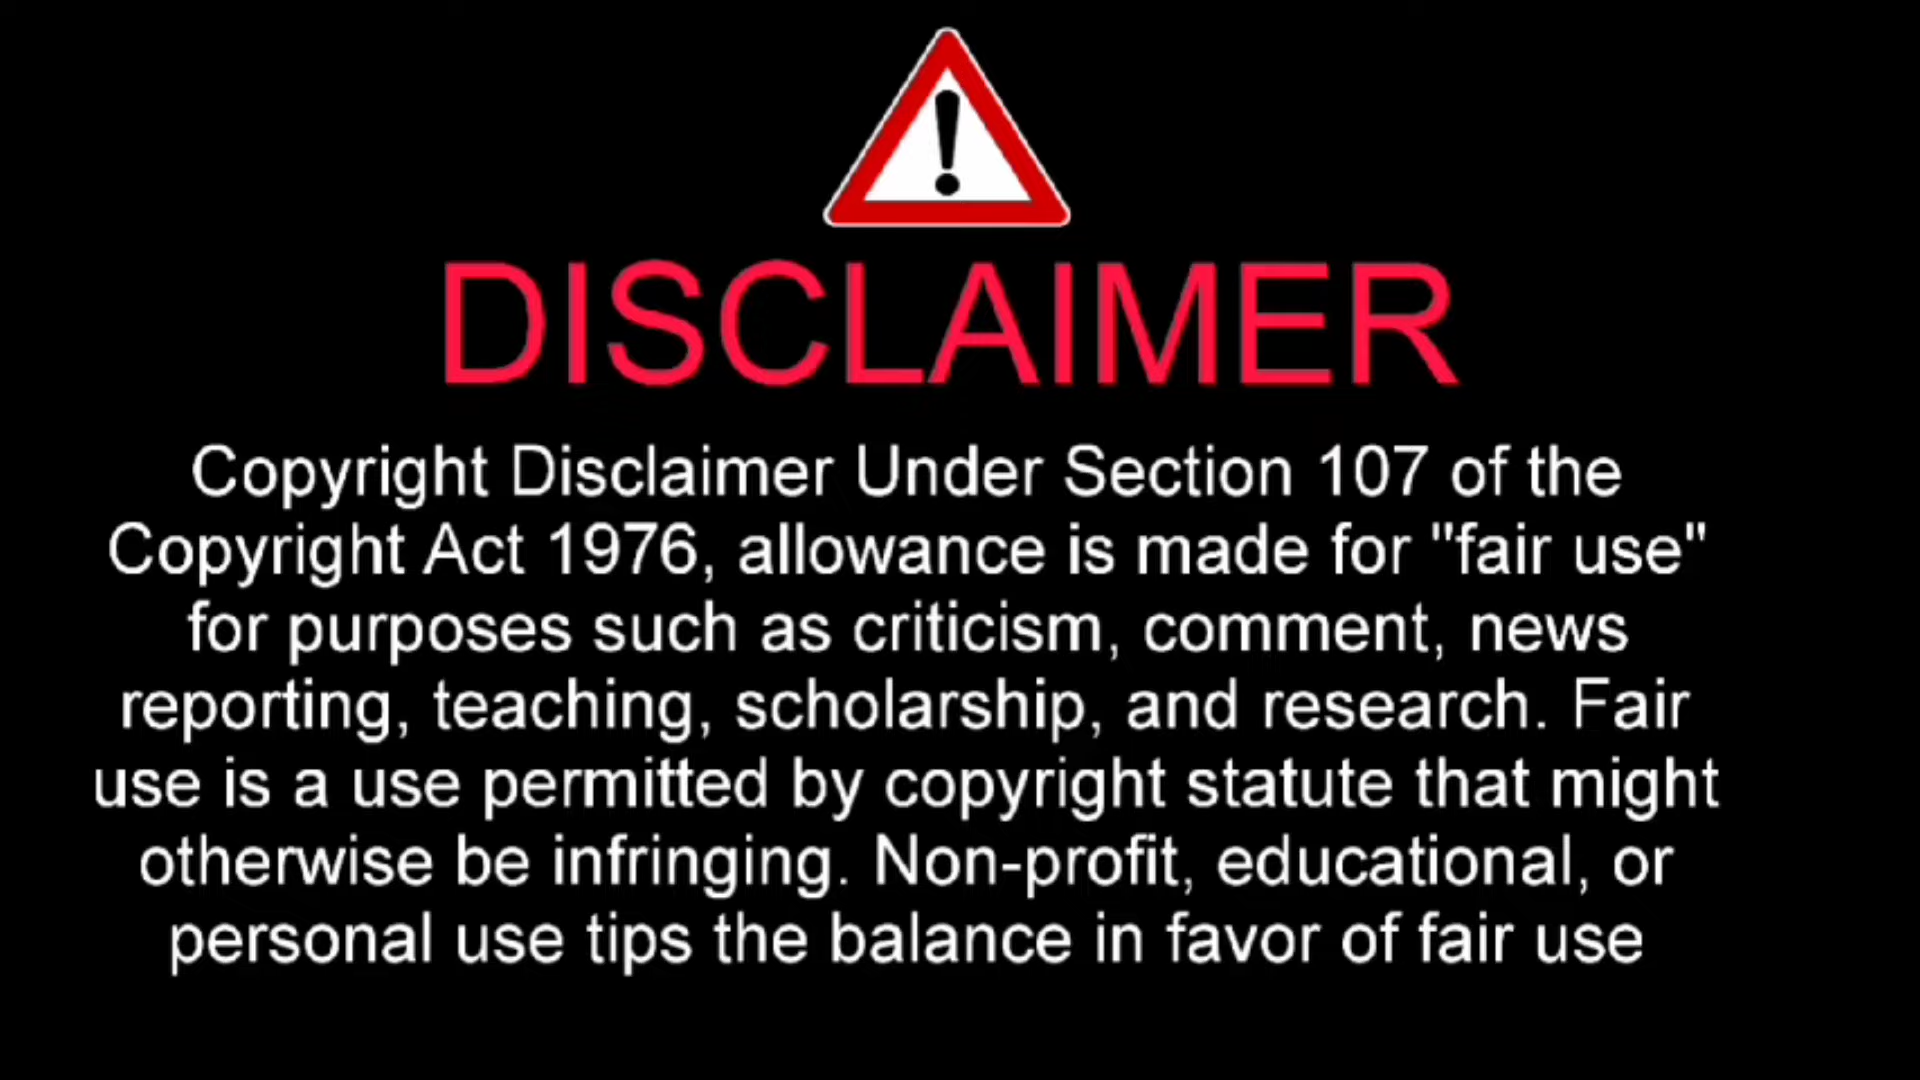 DISCLAIMER
Copyright Disclaimer Under Section 107 of the
Copyright Act 1976, allowance is made for "fair use"
for purposes such as criticism, comment, news
reporting, teaching, scholarship, and research. Fair
use is a use permitted by copyright statute that might
otherwise be infringing. Non-profit, educational, or
personal use tips the balance in favor of fair use